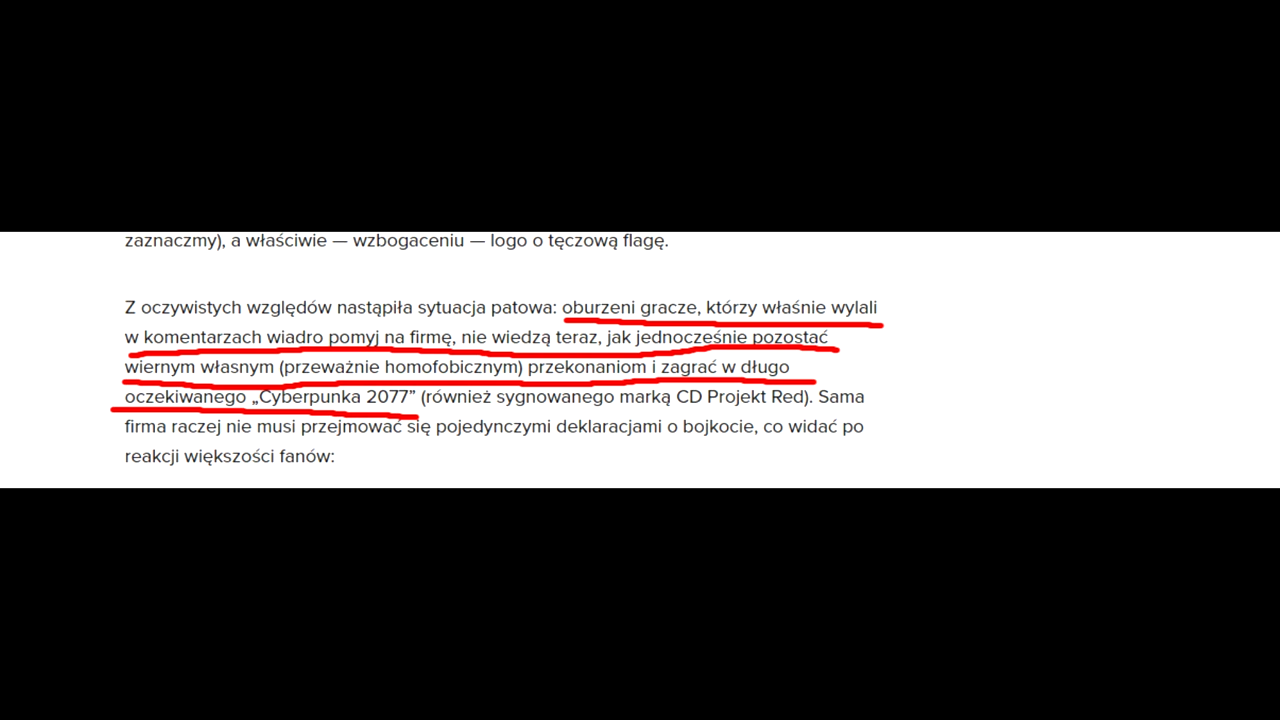 zaznaczmy), a właściwie — wzbogaceniu — logo o tęczową flagę.
Z oczywistych względów nastąpiła sytuacja patowa: oburzeni gracze, którzy właśnie wylali
w komentarzach wiadro pomyj na firmę, nie wiedzą teraz, jak jednocześnie pozostać
wiernym własnym (przeważnie homofobicznym) przekonaniom i zagrać w długo
oczekiwanego „Cyberpunka 2077” (również sygnowanego marką CD Projekt Red). Sama
firma raczej nie musi przejmować się pojedynczymi deklaracjami o bojkocie, co widać po
reakcji większości fanów: